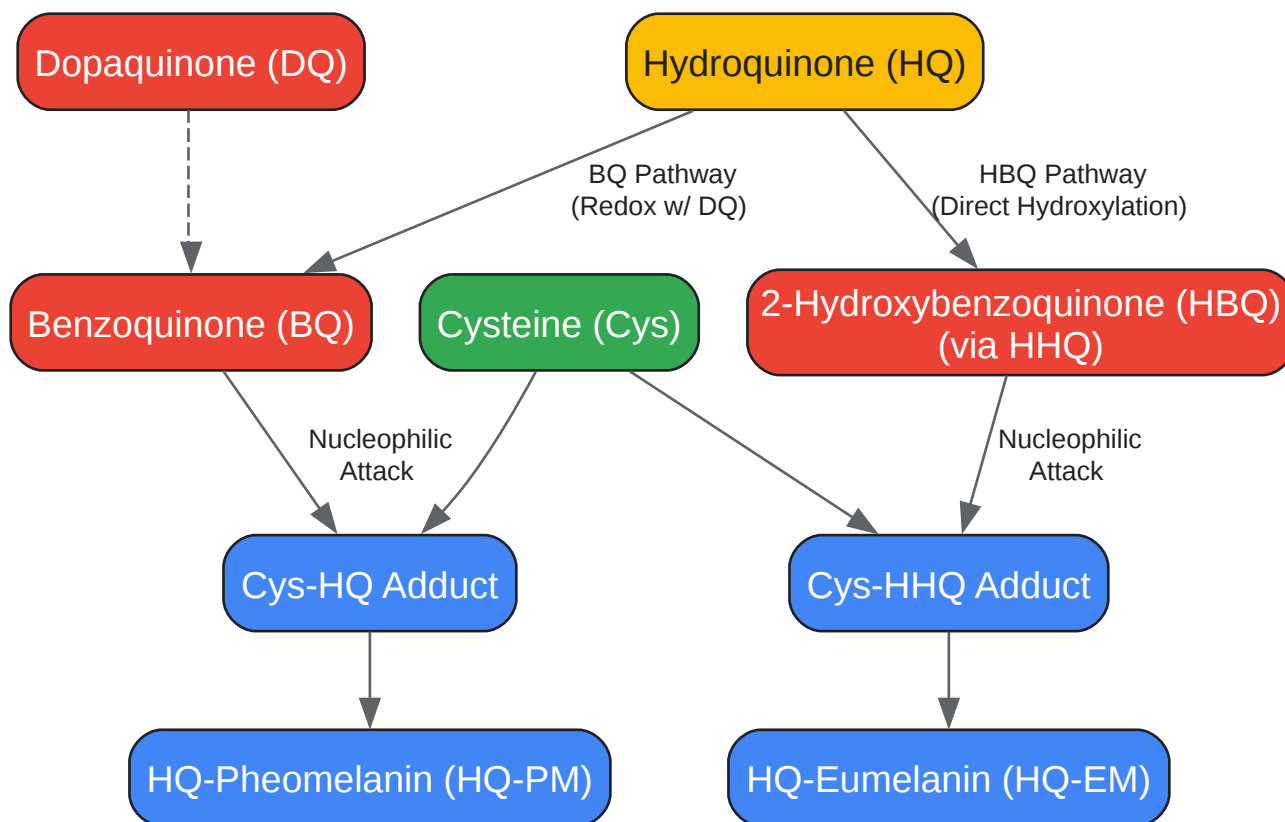 Dopaquinone (DQ)
Hydroquinone (HQ)
BQ Pathway
(Redox w/ DQ)
HBQ Pathway
(Direct Hydroxylation)
Benzoquinone (BQ)
Cysteine (Cys)
2-Hydroxybenzoquinone (HBQ)
(via HHQ)
Nucleophilic
Attack
Nucleophilic
Attack
Cys-HQ Adduct
Cys-HHQ Adduct
HQ-Pheomelanin (HQ-PM)
HQ-Eumelanin (HQ-EM)